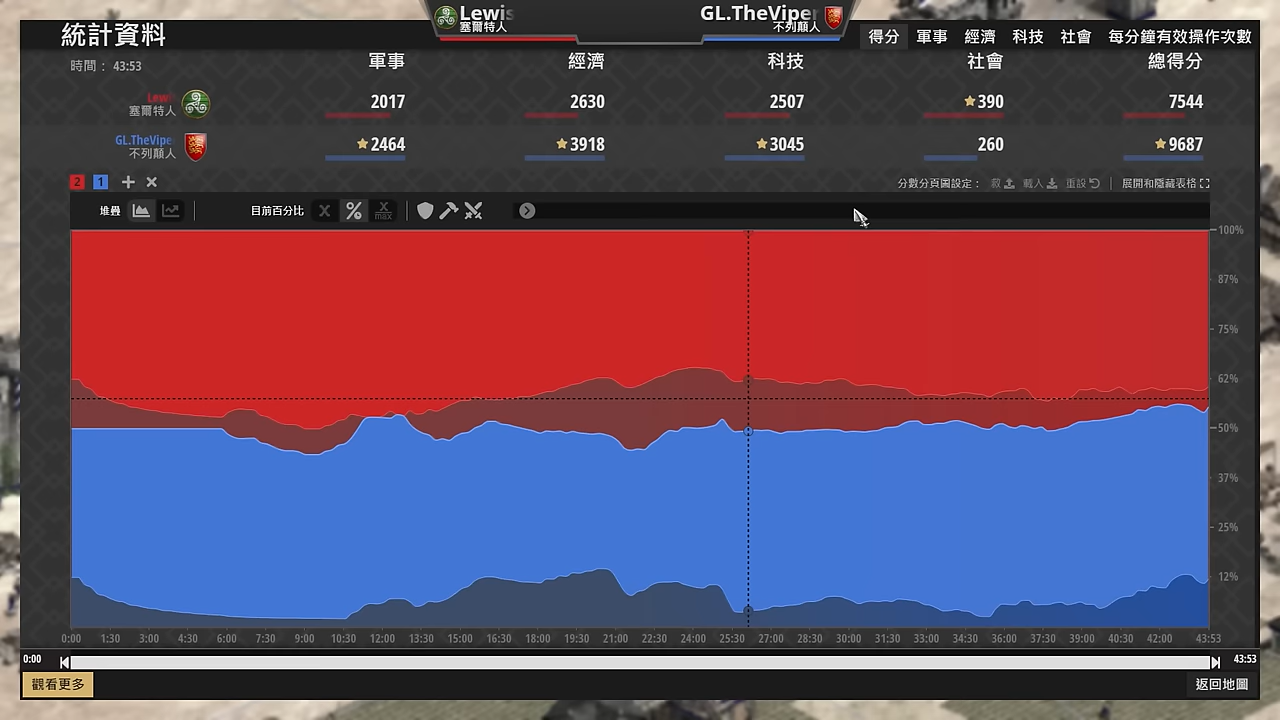 Lewis
塞爾特人
GL.TheViper
不列顛人
統計資料
得分 軍事 經濟 科技 社會 每分鐘有效操作次數
時間： 43:53
軍事 經濟 科技 社會 總得分
Lewis
塞爾特人
2017 2630 2507 390 7544
GL.TheViper
不列顛人
2464 3918 3045 260 9687
2 1
分數分頁圖設定： 載入 重設 展開和隱藏表格
堆疊 目前百分比 X % X max
100%
87%
75%
62%
50%
37%
25%
12%
0:00 1:30 3:00 4:30 6:00 7:30 9:00 10:30 12:00 13:30 15:00 16:30 18:00 19:30 21:00 22:30 24:00 25:30 27:00 28:30 30:00 31:30 33:00 34:30 36:00 37:30 39:00 40:30 42:00 43:53
0:00 43:53
觀看更多 返回地圖